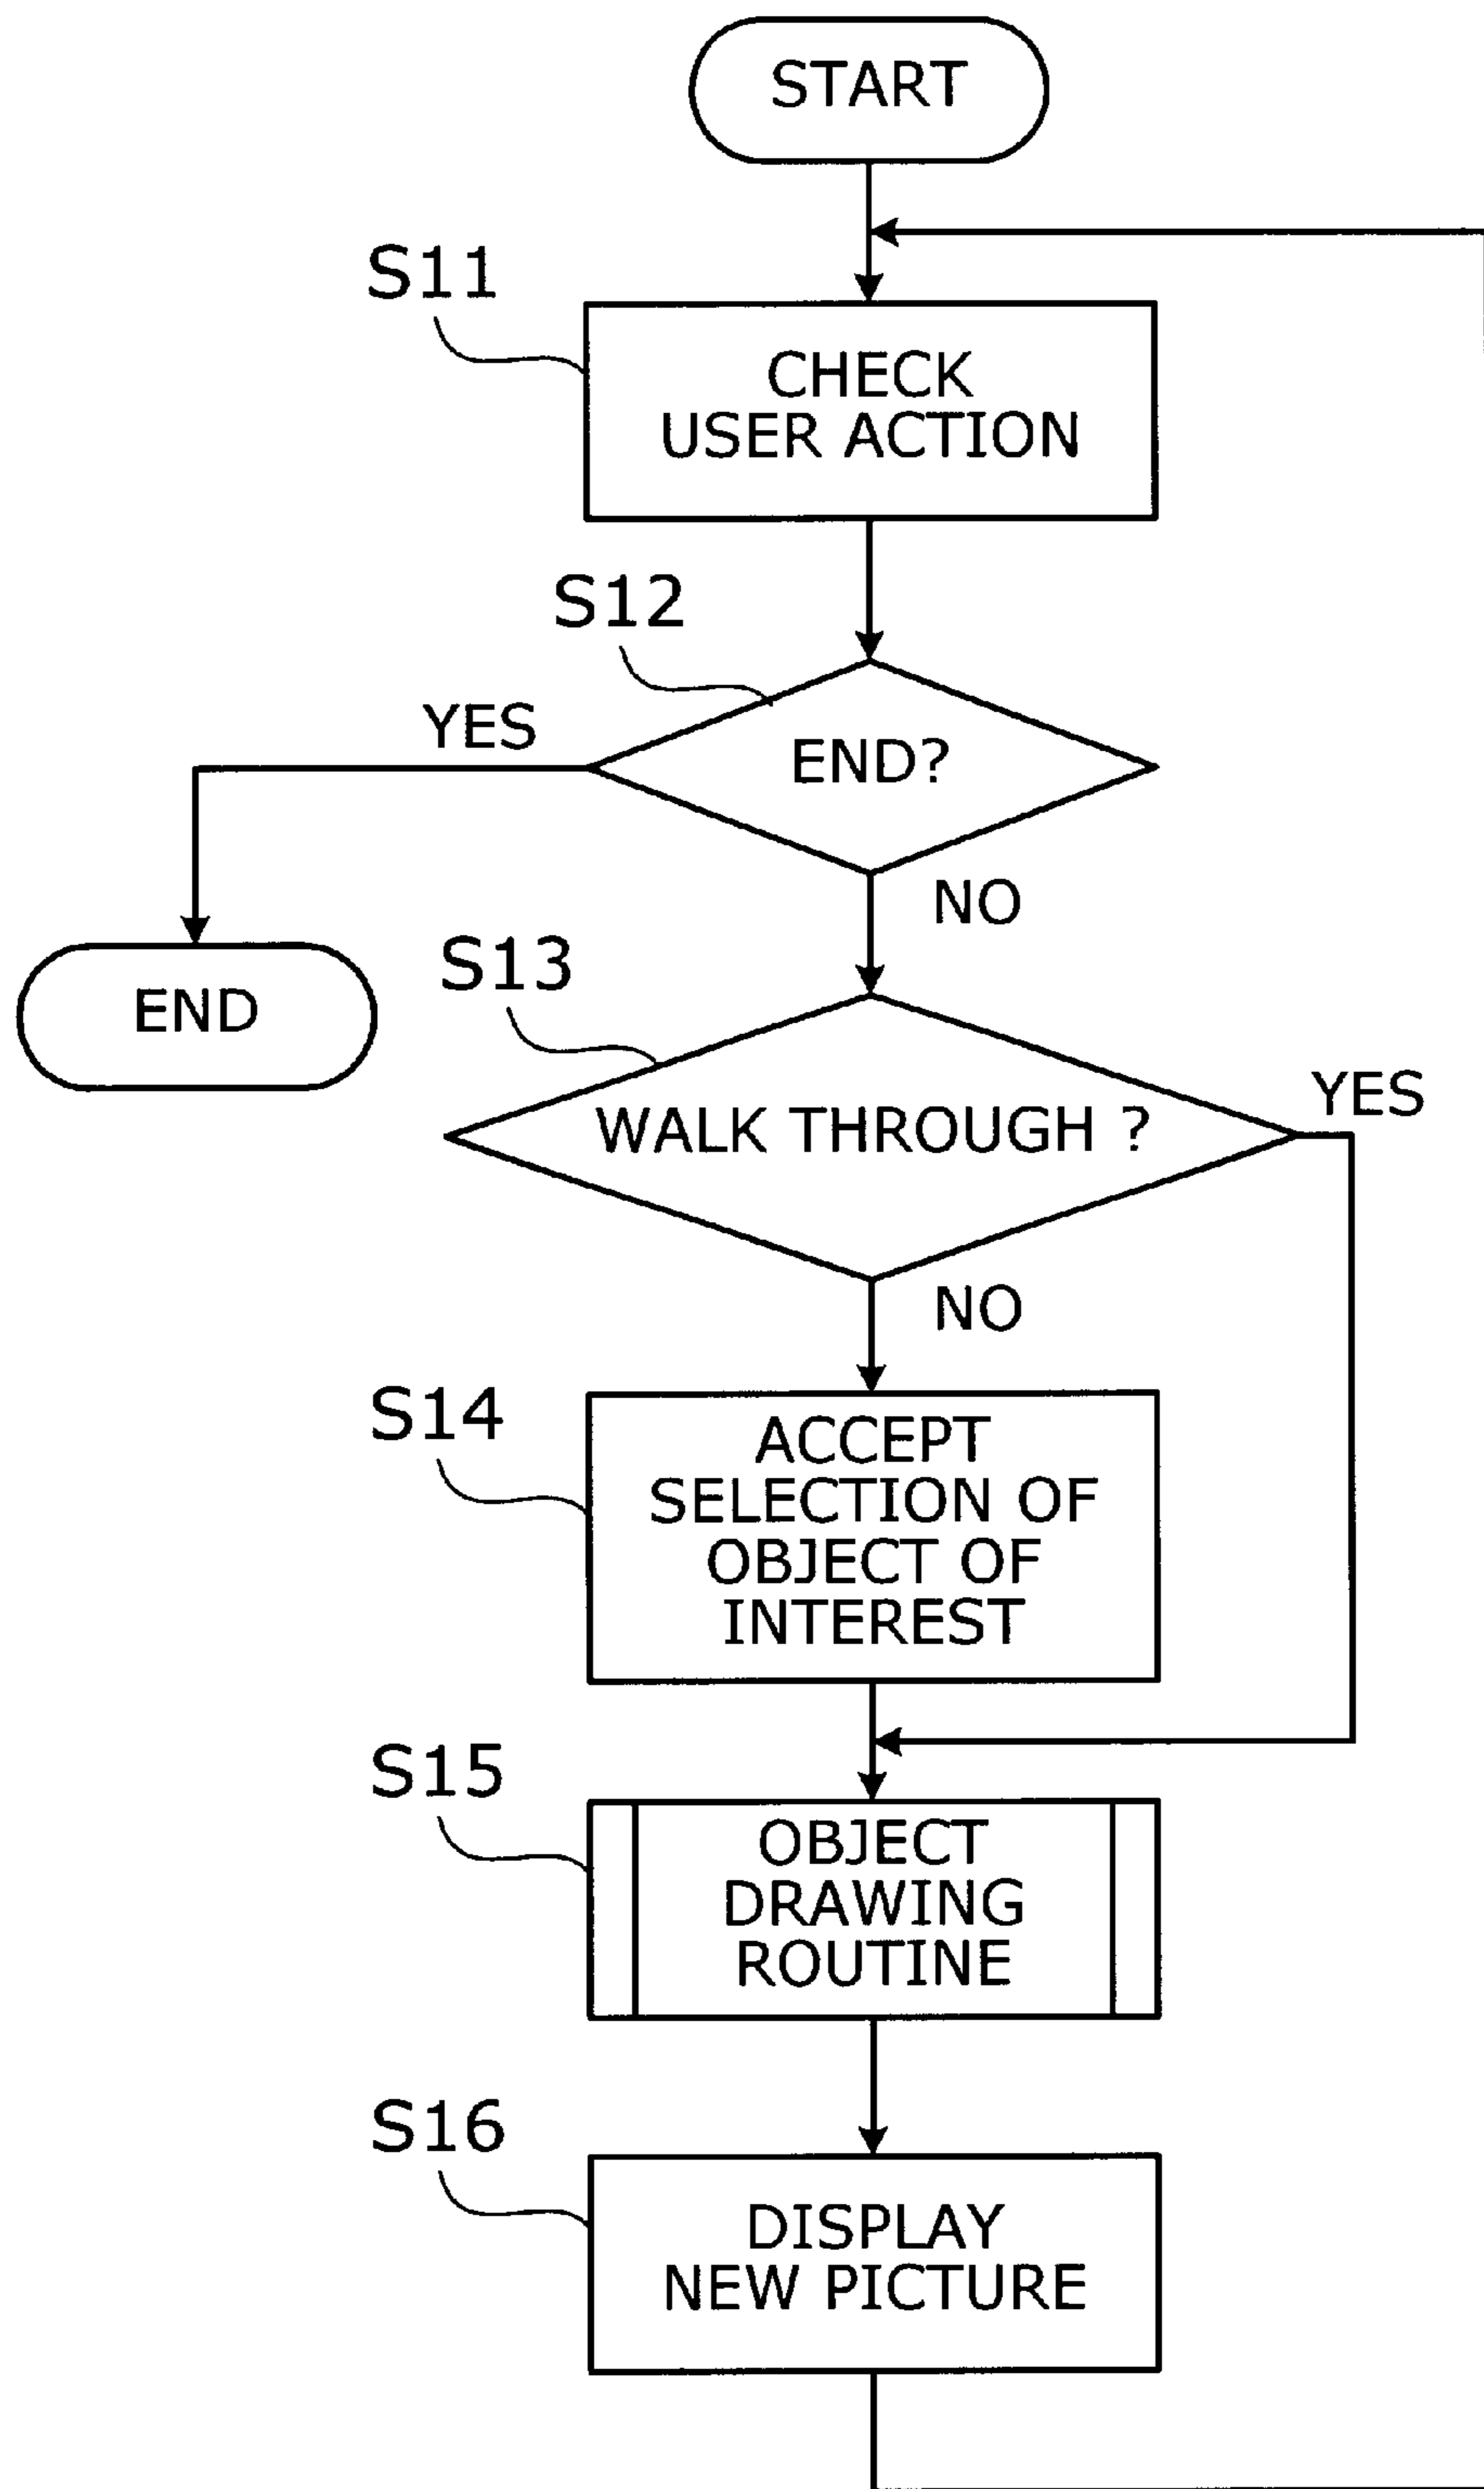 START
S11
CHECK
USER ACTION
S12
YES
END?
NO
END
S13
YES
WALK THROUGH ?
NO
S14
ACCEPT
SELECTION OF
OBJECT OF
INTEREST
S15
OBJECT
DRAWING
ROUTINE
S16
DISPLAY
NEW PICTURE